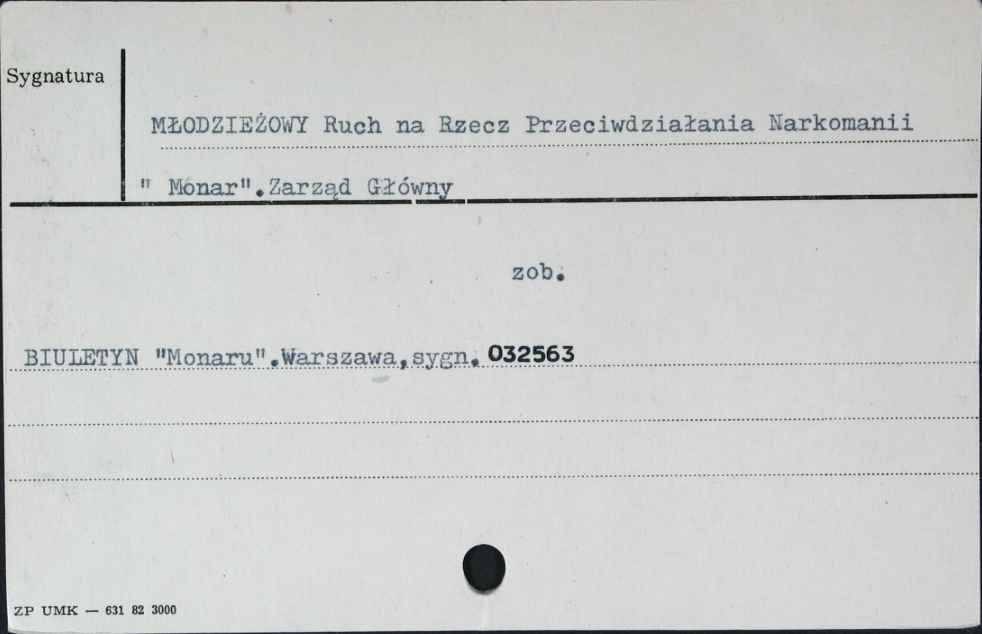 Sygnatura
MŁODZIEŻOWY Ruch na Rzecz Przeciwdziałania Narkomanii
" Monar".Zarząd Główny
zob.
BIULETYN "Monaru".Warszawa,sygn. 032563
ZP UMK — 631 82 3000